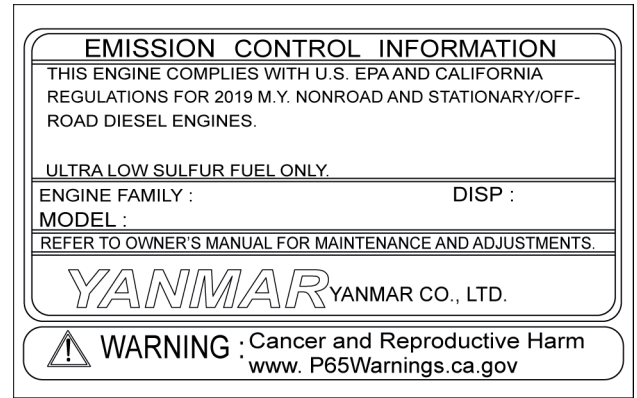 EMISSION CONTROL INFORMATION
THIS ENGINE COMPLIES WITH U.S. EPA AND CALIFORNIA
REGULATIONS FOR 2019 M.Y. NONROAD AND STATIONARY/OFF-
ROAD DIESEL ENGINES.
ULTRA LOW SULFUR FUEL ONLY.
ENGINE FAMILY : DISP :
MODEL :
REFER TO OWNER'S MANUAL FOR MAINTENANCE AND ADJUSTMENTS.
YANMAR YANMAR CO., LTD.
WARNING : Cancer and Reproductive Harm
www. P65Warnings.ca.gov